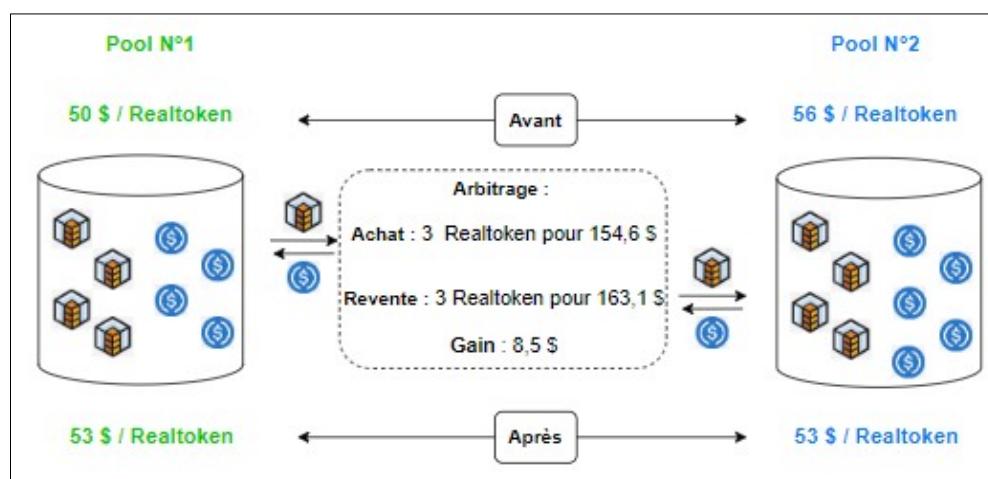 Pool N°1
Pool N°2
50 $ / Realtoken
Avant
56 $ / Realtoken
Arbitrage :
Achat : 3 Realtoken pour 154,6 $
Revente : 3 Realtoken pour 163,1 $
Gain : 8,5 $
53 $ / Realtoken
Après
53 $ / Realtoken